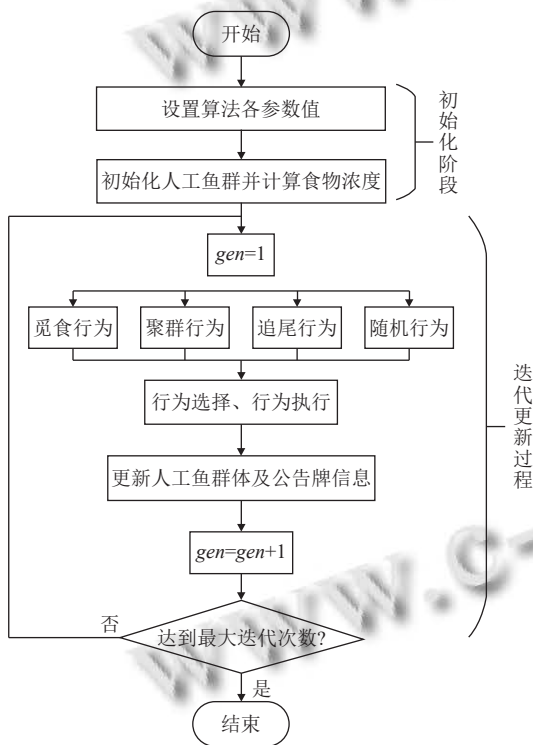 www
开始
设置算法各参数值
初始化人工鱼群并计算食物浓度
初始化阶段
gen=1
觅食行为
聚群行为
追尾行为
随机行为
行为选择、行为执行
更新人工鱼群体及公告牌信息
迭代更新过程
gen=gen+1
达到最大迭代次数?
否
是
结束
www.c-